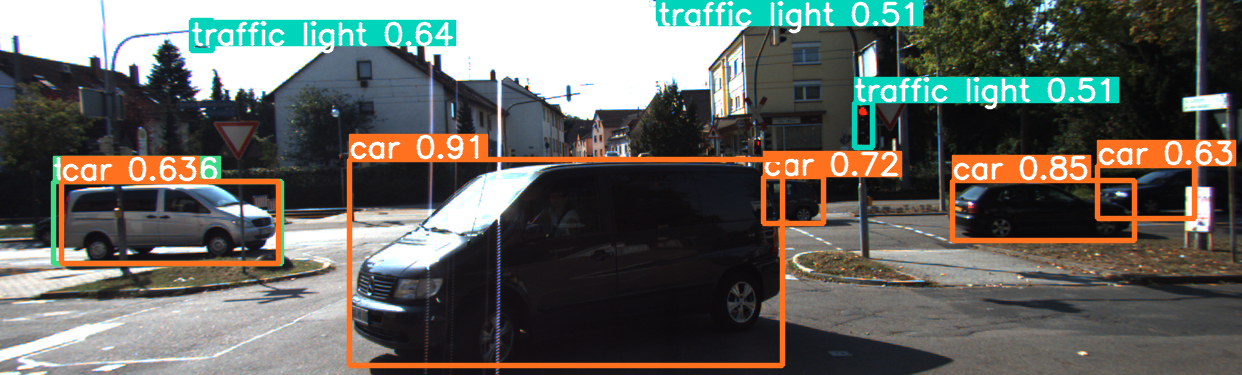 traffic light 0.64
traffic light 0.51
traffic light 0.51
car 0.91
car 0.636
car 0.72
car 0.85
car 0.63